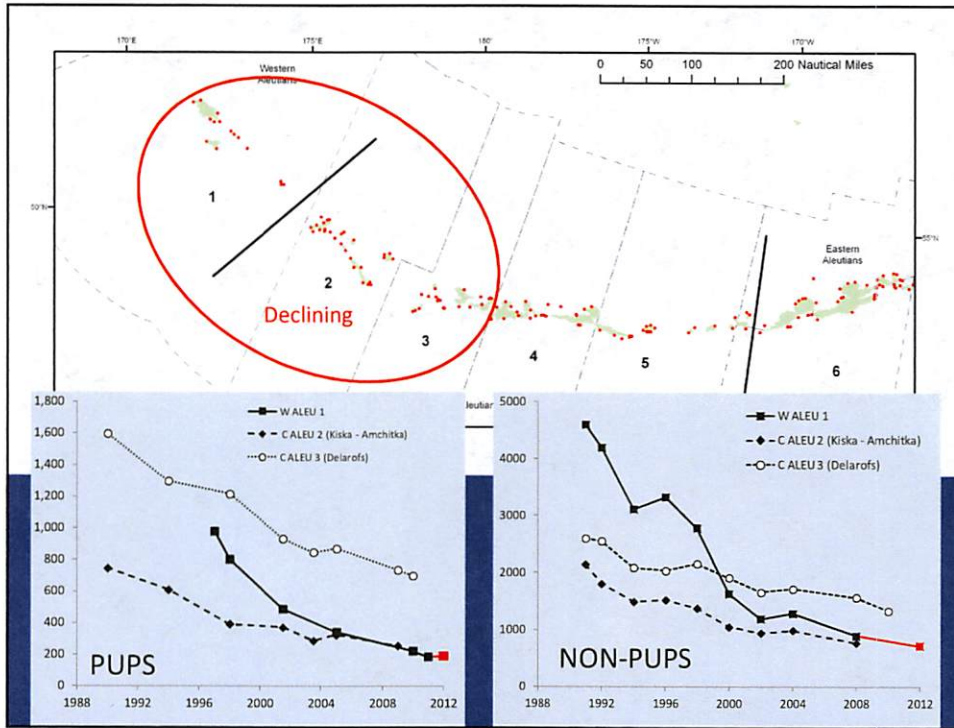 170°E 175°E 180° 175°W 170°W
0 50 100 200 Nautical Miles
Western
Aleutians
50°N
55°N
Eastern
Aleutians
1
2
Declining
3
4
5
6
1,800
1,600
1,400
1,200
1,000
800
600
400
200
0
W ALEU 1
C ALEU 2 (Kiska - Amchitka)
C ALEU 3 (Delarofs)
PUPS
1988 1992 1996 2000 2004 2008 2012
5000
4000
3000
2000
1000
0
W ALEU 1
C ALEU 2 (Kiska - Amchitka)
C ALEU 3 (Delarofs)
NON-PUPS
1988 1992 1996 2000 2004 2008 2012